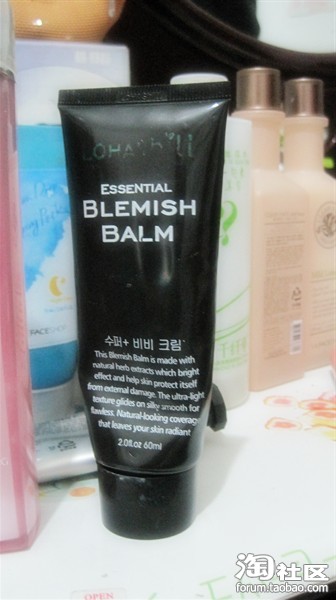 ESSENTIAL
BLEMISH
BALM
수퍼+ 비비 크림
This Blemish Balm is made with
natural herb extracts which bright
effect and help skin protect itself
from external damage. The ultra-light
texture glides on silky smooth for
flawless. Natural-looking coverage
that leaves your skin radiant
2.0fl.oz 60ml
FACESHOP
OPEN
淘社区
forum.taobao.com